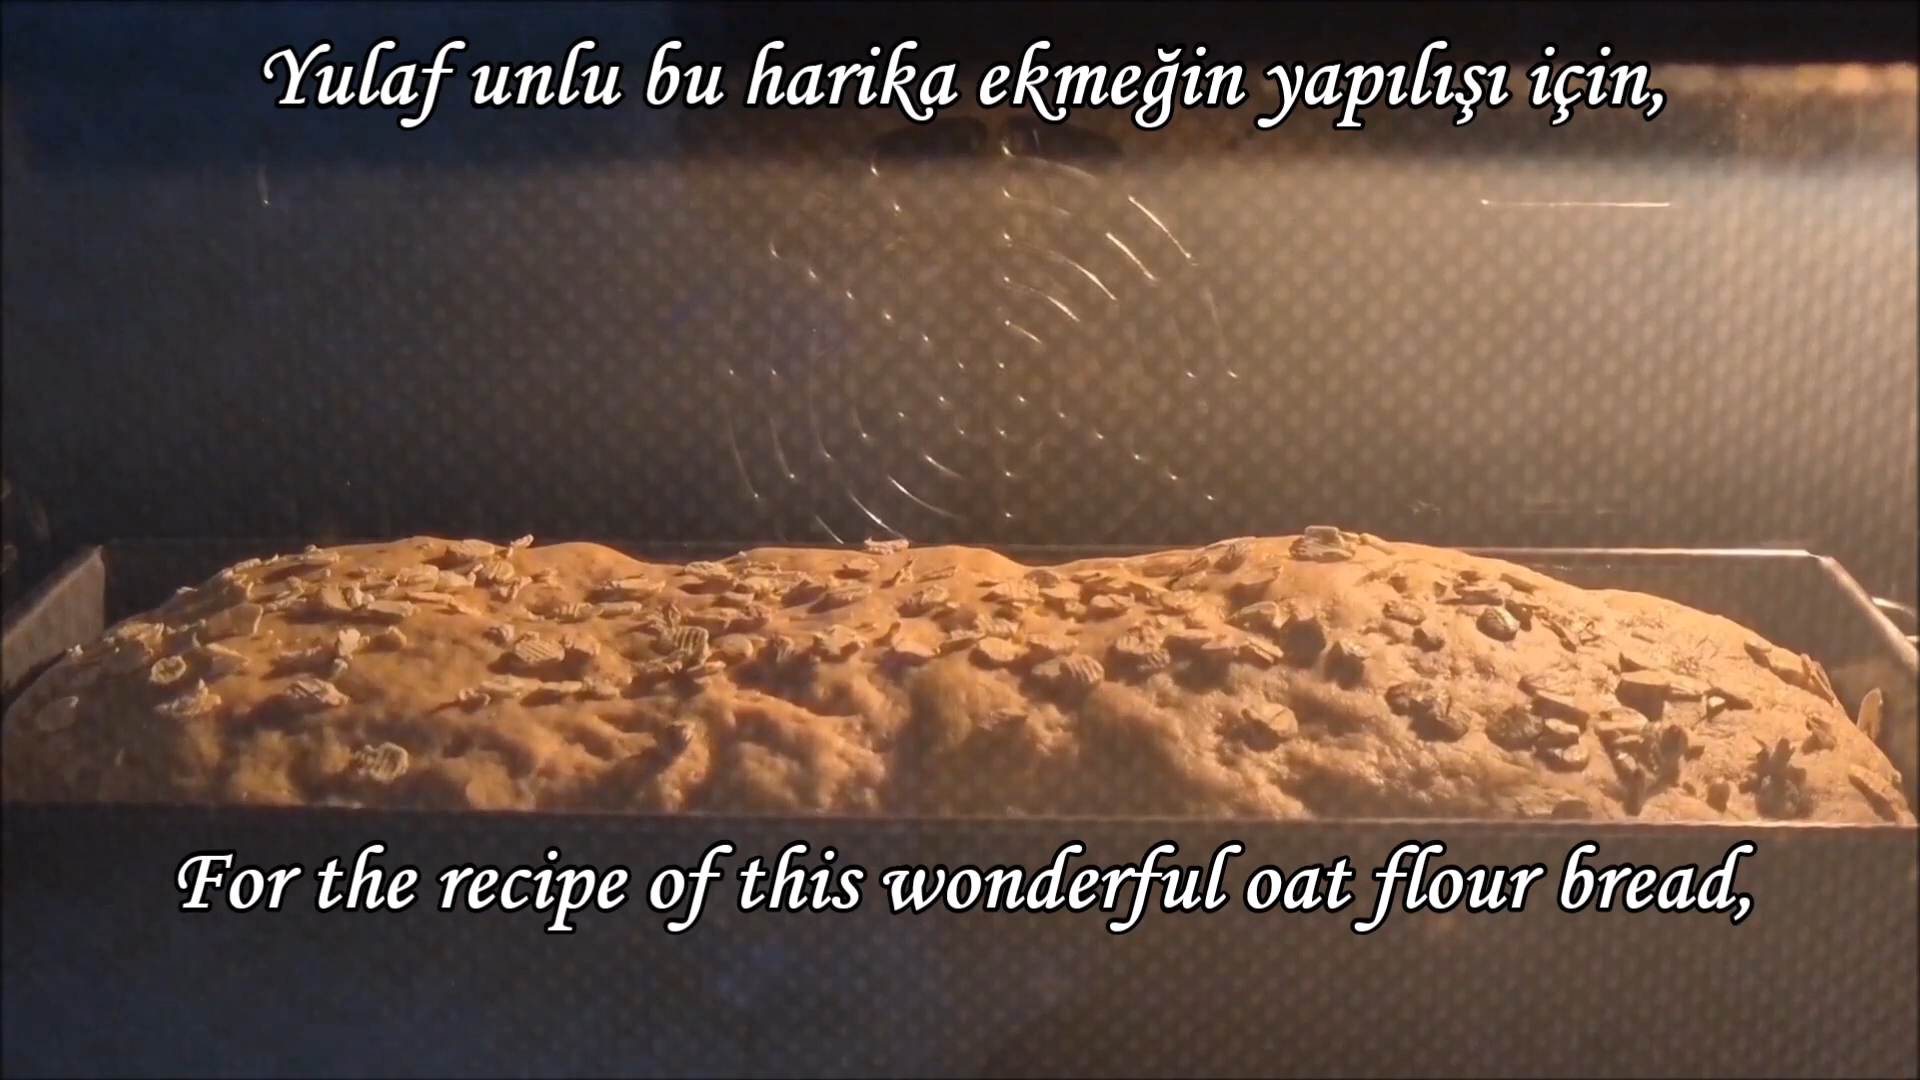 Yulaf unlu bu harika ekmeğin yapılışı için,
For the recipe of this wonderful oat flour bread,